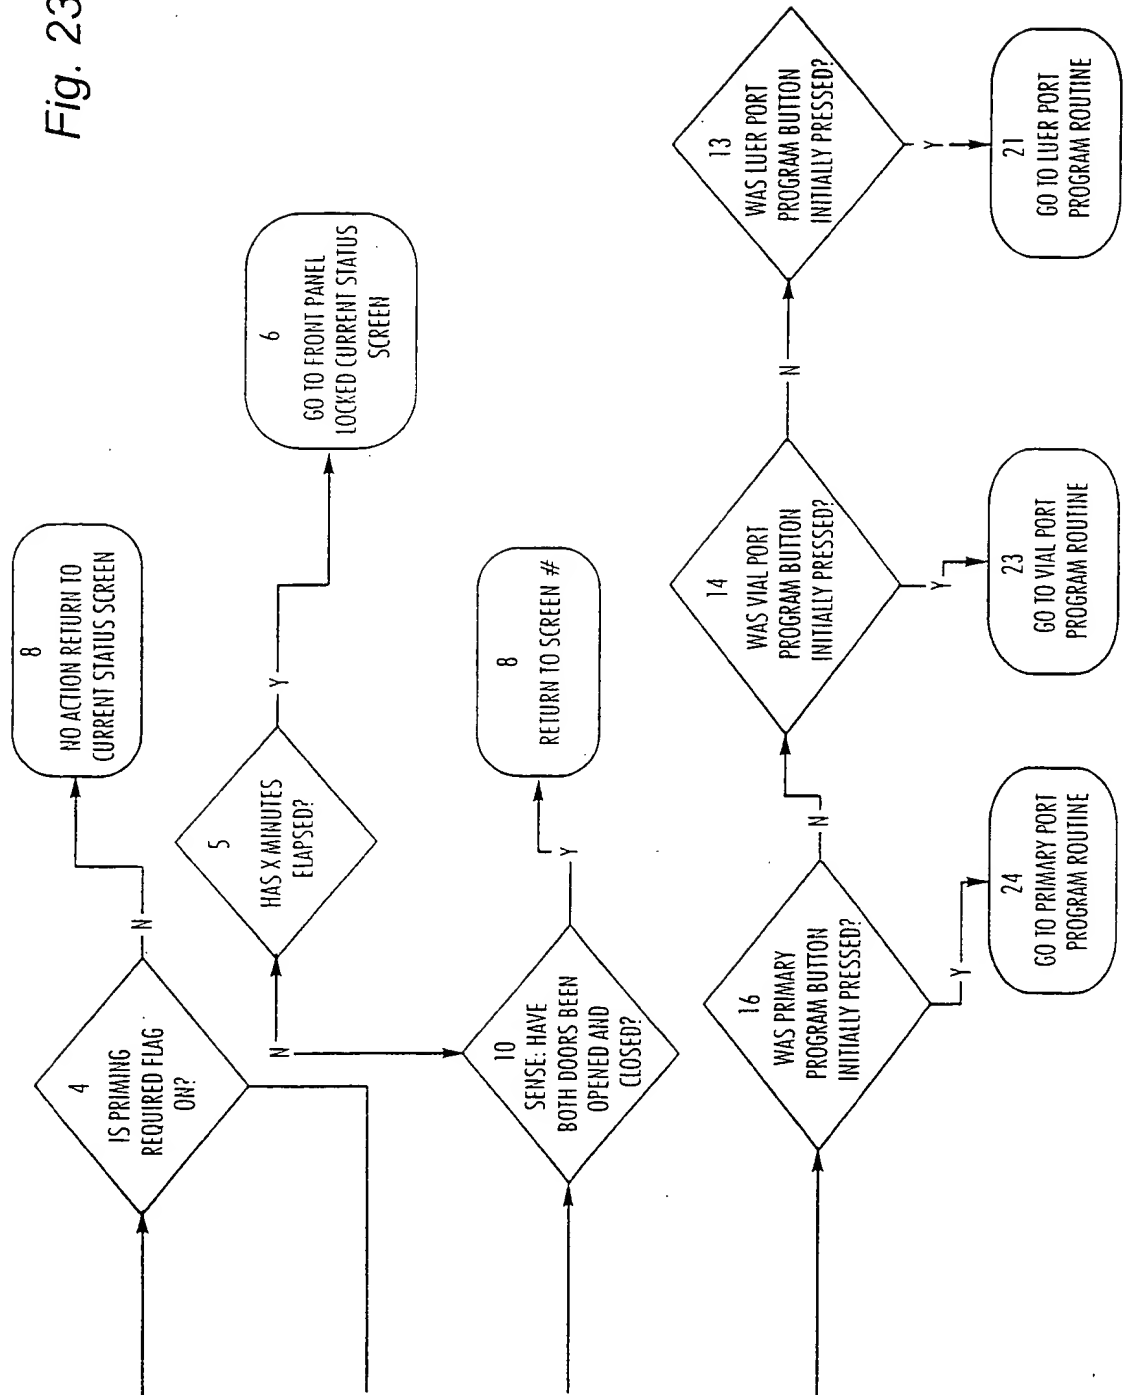 Fig. 23
4
IS PRIMING
REQUIRED FLAG
ON?
N
8
NO ACTION RETURN TO
CURRENT STATUS SCREEN
5
HAS X MINUTES
ELAPSED?
N
Y
6
GO TO FRONT PANEL
LOCKED CURRENT STATUS
SCREEN
10
SENSE: HAVE
BOTH DOORS BEEN
OPENED AND
CLOSED?
Y
8
RETURN TO SCREEN #
16
WAS PRIMARY
PROGRAM BUTTON
INITIALLY PRESSED?
N
Y
14
WAS VIAL PORT
PROGRAM BUTTON
INITIALLY PRESSED?
N
Y
13
WAS LUER PORT
PROGRAM BUTTON
INITIALLY PRESSED?
Y
24
GO TO PRIMARY PORT
PROGRAM ROUTINE
23
GO TO VIAL PORT
PROGRAM ROUTINE
21
GO TO LUER PORT
PROGRAM ROUTINE